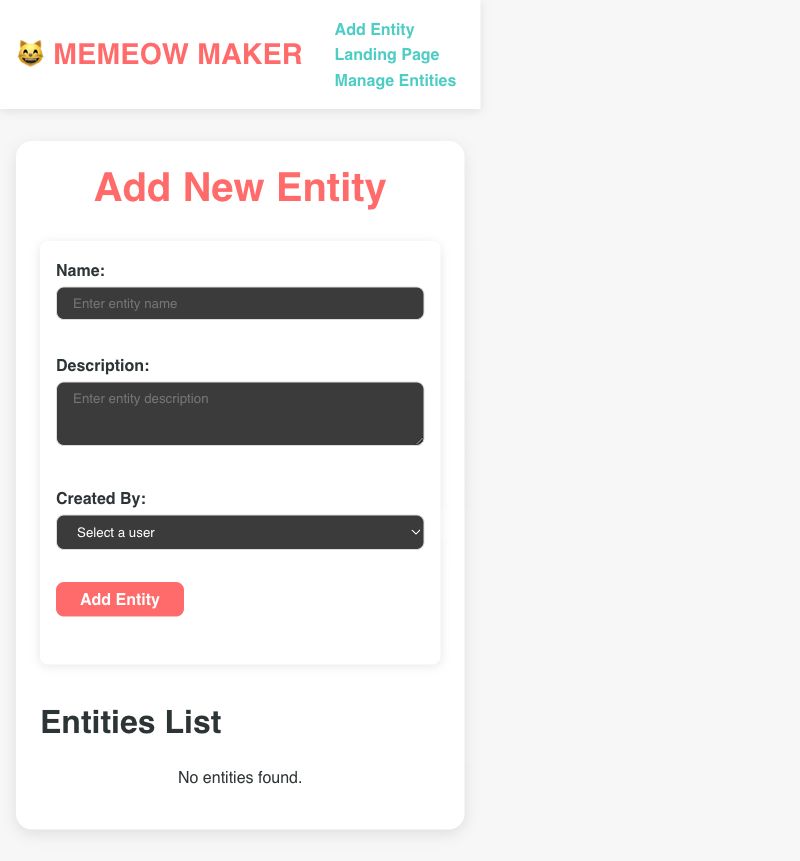 😸 MEMEOW MAKER
Add Entity
Landing Page
Manage Entities
Add New Entity
Name:
Enter entity name
Description:
Enter entity description
Created By:
Select a user
Add Entity
Entities List
No entities found.